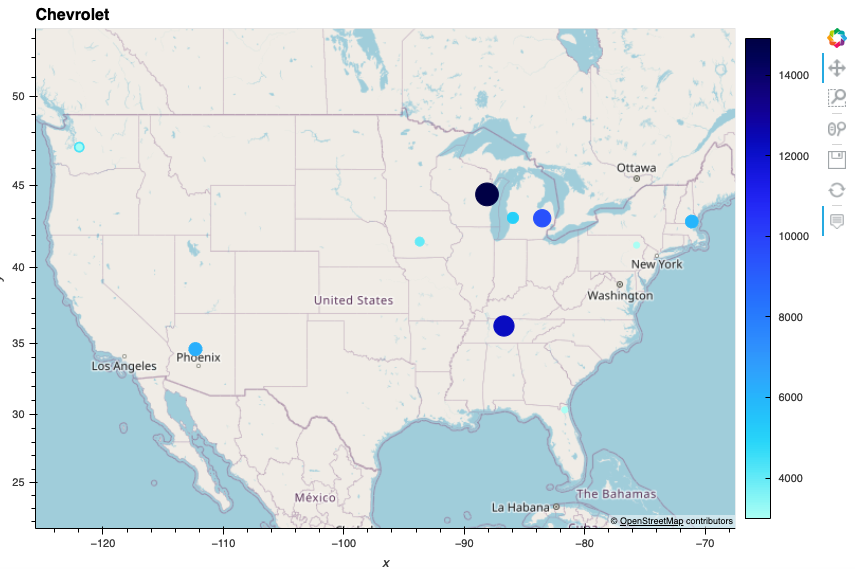 Chevrolet
50
45
40
35
30
25
Ottawa
New York
Washington
United States
Phoenix
Los Angeles
México
La Habana
The Bahamas
© OpenStreetMap contributors
−120
−110
−100
−90
−80
−70
x
14000
12000
10000
8000
6000
4000